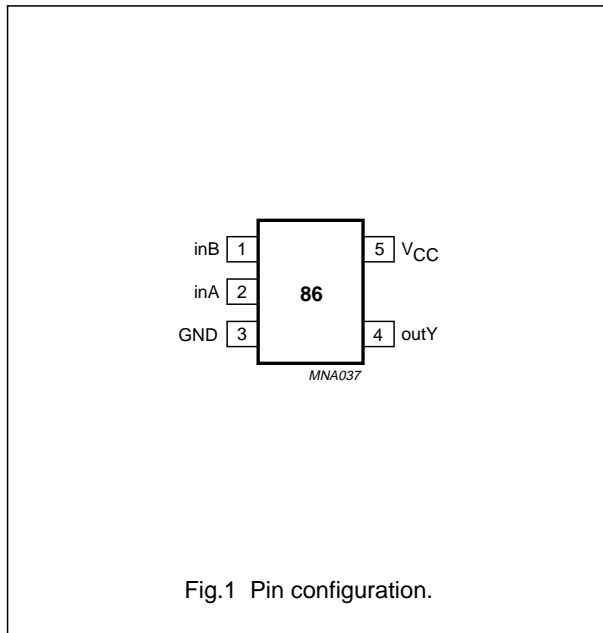 inB 1 5 VCC
inA 2 86
GND 3 4 outY
MNA037
Fig.1 Pin configuration.